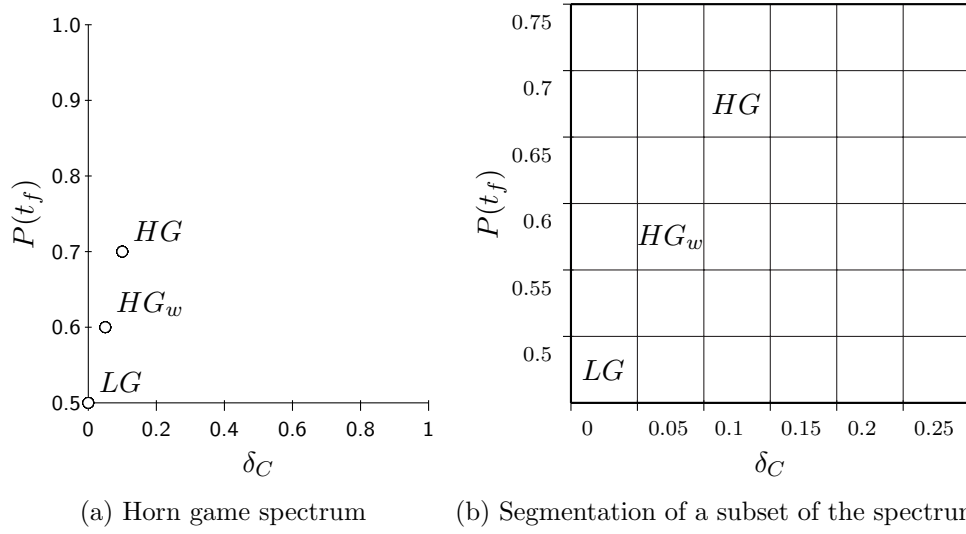 1.0
0.9
0.8
P(t_f)
0.7
HG
HG_w
0.6
LG
0.5
0 0.2 0.4 0.6 0.8 1
δ_C
(a) Horn game spectrum
0.75
0.7
HG
0.65
P(t_f)
0.6
HG_w
0.55
0.5
LG
0 0.05 0.1 0.15 0.2 0.25
δ_C
(b) Segmentation of a subset of the spectrum